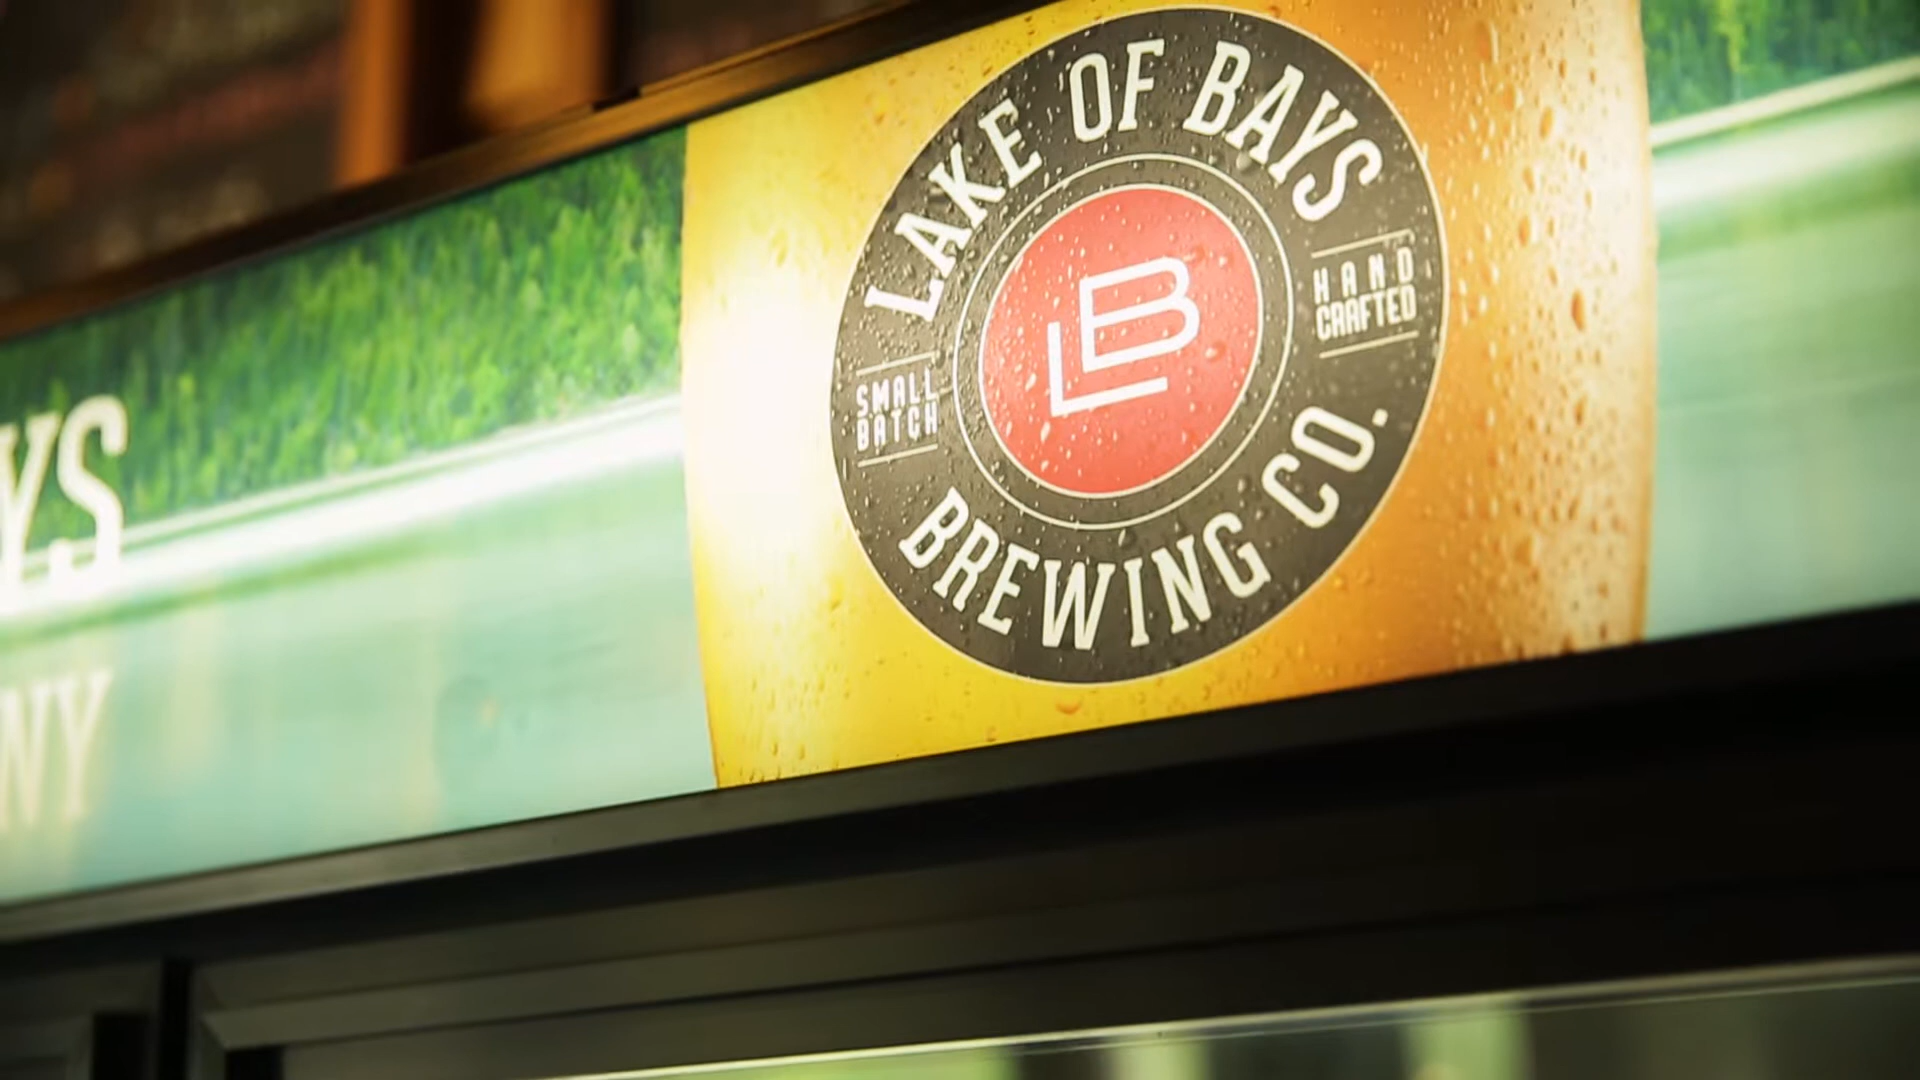 LAKE OF BAYS
SMALL
BATCH
LB
HAND
CRAFTED
BREWING CO.
YS
NY